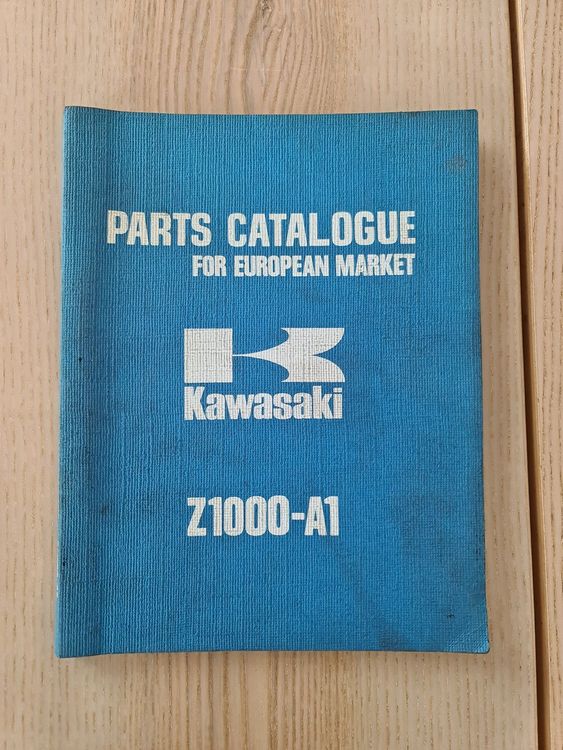 PARTS CATALOGUE
FOR EUROPEAN MARKET
Kawasaki
Z1000-A1